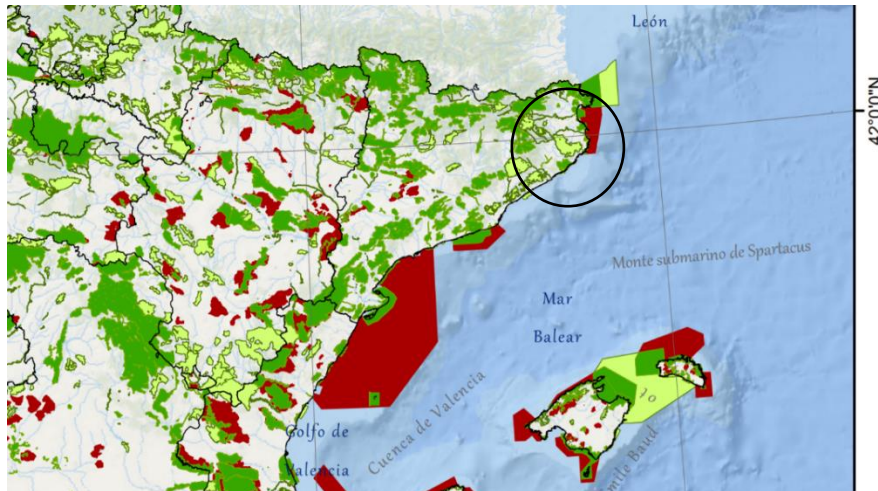 León
42°0'0"N
Monte submarino de Spartacus
Mar
Balear
Cuenca de Valencia
Golfo de
Valencia